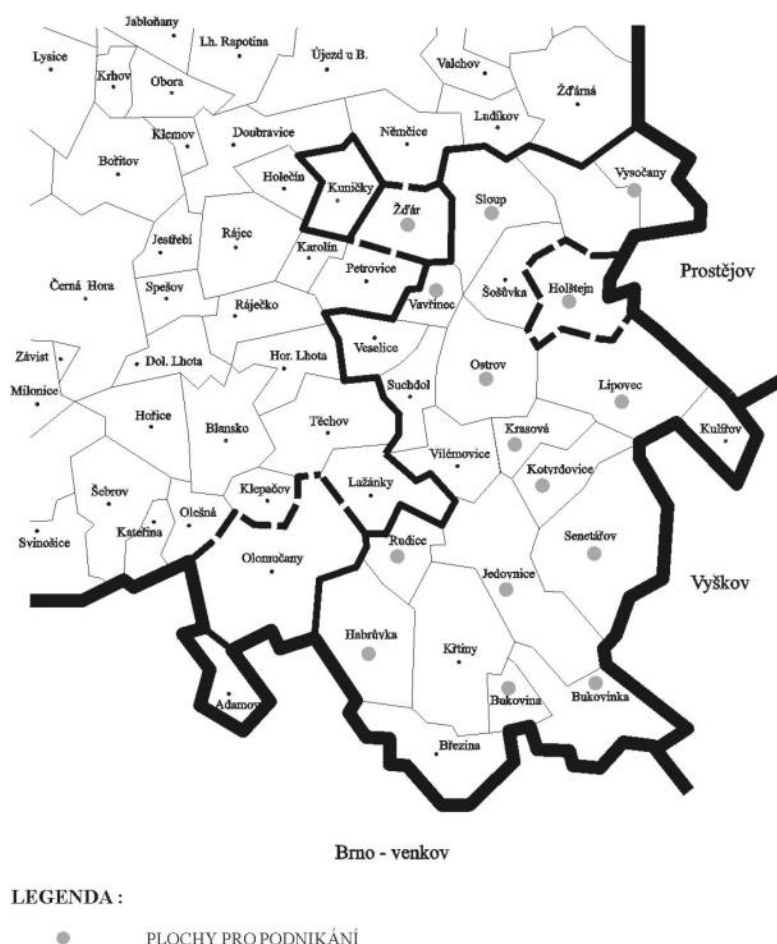 Jabloňany
Lh. Rapotina
Lysice
Újezd u B.
Valchov
Krhov
Obora
Žďárná
Klemov
Doubravice
Němčice
Luďíkov
Bořitov
Holečín
Kuničky
Vysočany
Žďár
Sloup
Jestřebí
Rájec
Karolín
Petrovice
Prostějov
Černá Hora
Spešov
Šošůvka
Holštejn
Ráječko
Vavřinec
Závist
Dol. Lhota
Hor. Lhota
Veselice
Ostrov
Milonice
Suchdol
Lipovec
Hořice
Blansko
Těchov
Krasová
Kulířov
Vilémovice
Kotvrdovice
Šebrov
Klepačov
Lažánky
Olešná
Kateřina
Svinošice
Rudice
Senetářov
Olomučany
Jedovnice
Vyškov
Habrůvka
Křtiny
Adamov
Bukovina
Bukovinka
Březina
Brno - venkov
LEGENDA :
PLOCHY PRO PODNIKÁNÍ